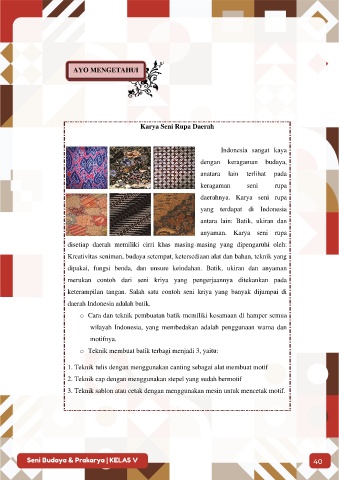 AYO MENGETAHUI
Karya Seni Rupa Daerah
Indonesia sangat kaya
dengan keragaman budaya,
anatara lain terlihat pada
keragaman seni rupa
daerahnya. Karya seni rupa
yang terdapat di Indonesia
antara lain: Batik, ukiran dan
anyaman. Karya seni rupa
disetiap daerah memiliki ciri khas masing-masing yang dipengaruhi oleh:
Kreativitas seniman, budaya setempat, ketersediaan alat dan bahan, teknik yang
dipakai, fungsi benda, dan unsure keindahan. Batik, ukiran dan anyaman
merukan contoh dari seni kriya yang pengerjaannya ditekankan pada
keterampilan tangan. Salah satu contoh seni kriya yang banyak dijumpai di
daerah Indonesia adalah batik.
o Cara dan teknik pembuatan batik memiliki kesamaan di hamper semua
wilayah Indonesia, yang membedakan adalah penggunaan warna dan
motifnya.
o Teknik membuat batik terbagi menjadi 3, yaitu:
1. Teknik tulis dengan menggunakan canting sebagai alat membuat motif
2. Teknik cap dengan menggunakan stepel yang sudah bermotif
3. Teknik sablon atau cetak dengan menggunakan mesin untuk mencetak motif.
Seni Budaya & Prakarya | KELAS V
40